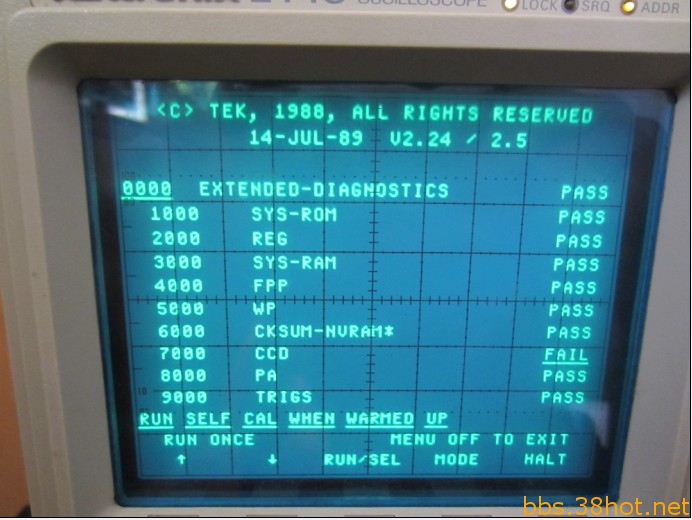 OSCILLOSCOPE LOCK SRQ ADDR
<C> TEK, 1988, ALL RIGHTS RESERVED
14-JUL-89 V2.24 / 2.5
0000 EXTENDED-DIAGNOSTICS PASS
1000 SYS-ROM PASS
2000 REG PASS
3000 SYS-RAM PASS
4000 FPP PASS
5000 WP PASS
6000 CKSUM-NVRAM* PASS
7000 CCD FAIL
8000 PA PASS
9000 TRIGS PASS
RUN SELF CAL WHEN WARMED UP
RUN ONCE MENU OFF TO EXIT
↑ ↓ RUN/SEL MODE HALT
bbs.38hot.net